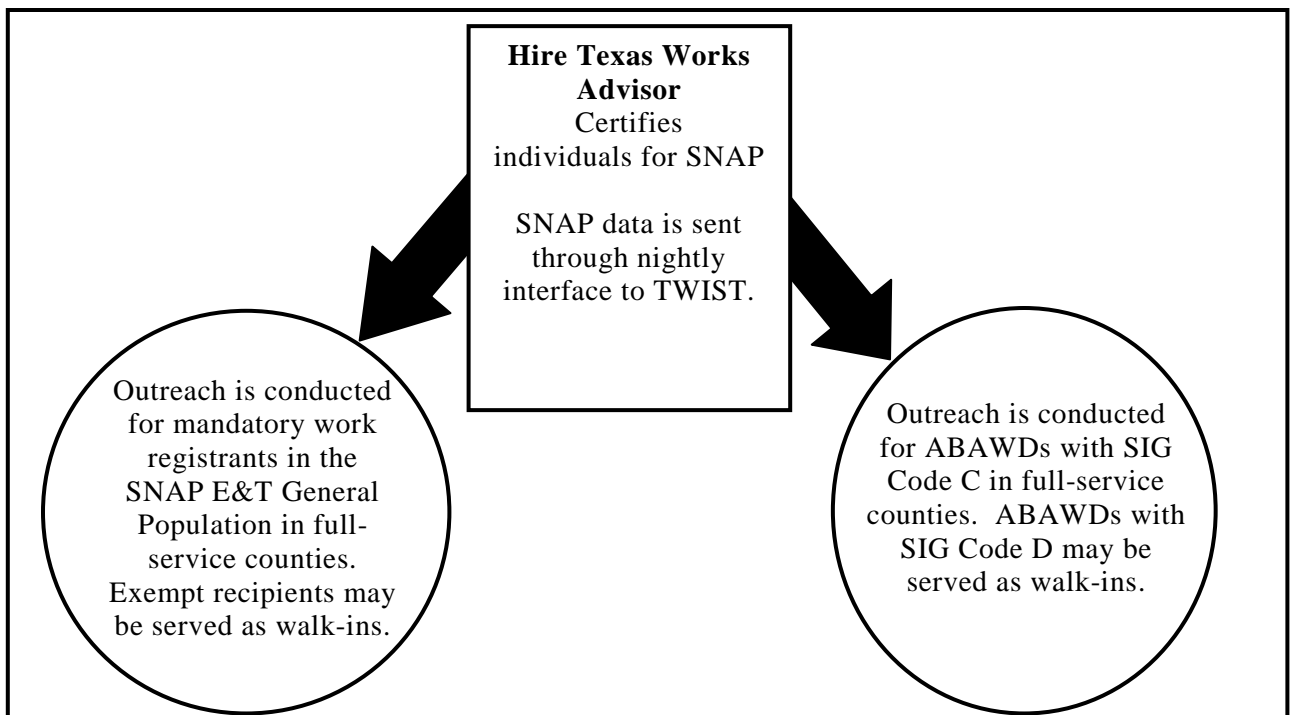 Hire Texas Works
Advisor
Certifies
individuals for SNAP
SNAP data is sent
through nightly
interface to TWIST.
Outreach is conducted
for mandatory work
registrants in the
SNAP E&T General
Population in full-
service counties.
Exempt recipients may
be served as walk-ins.
Outreach is conducted
for ABAWDs with SIG
Code C in full-service
counties.  ABAWDs with
SIG Code D may be
served as walk-ins.